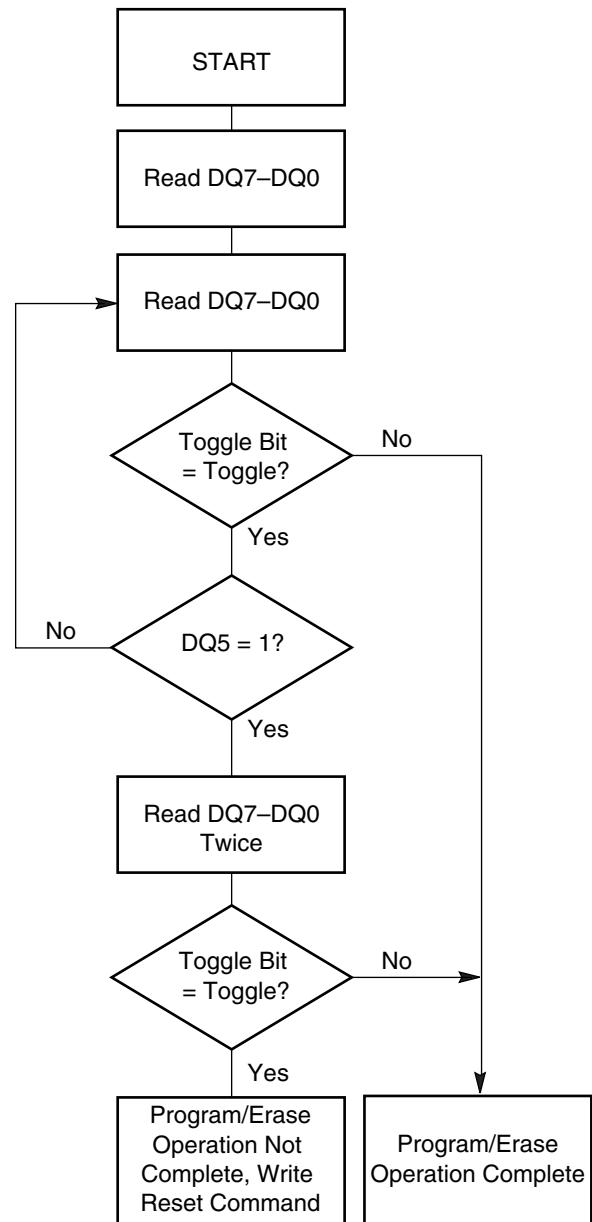 START
Read DQ7–DQ0
Read DQ7–DQ0
Toggle Bit
= Toggle?
No
Yes
DQ5 = 1?
No
Yes
Read DQ7–DQ0
Twice
Toggle Bit
= Toggle?
No
Yes
Program/Erase
Operation Not
Complete, Write
Reset Command
Program/Erase
Operation Complete